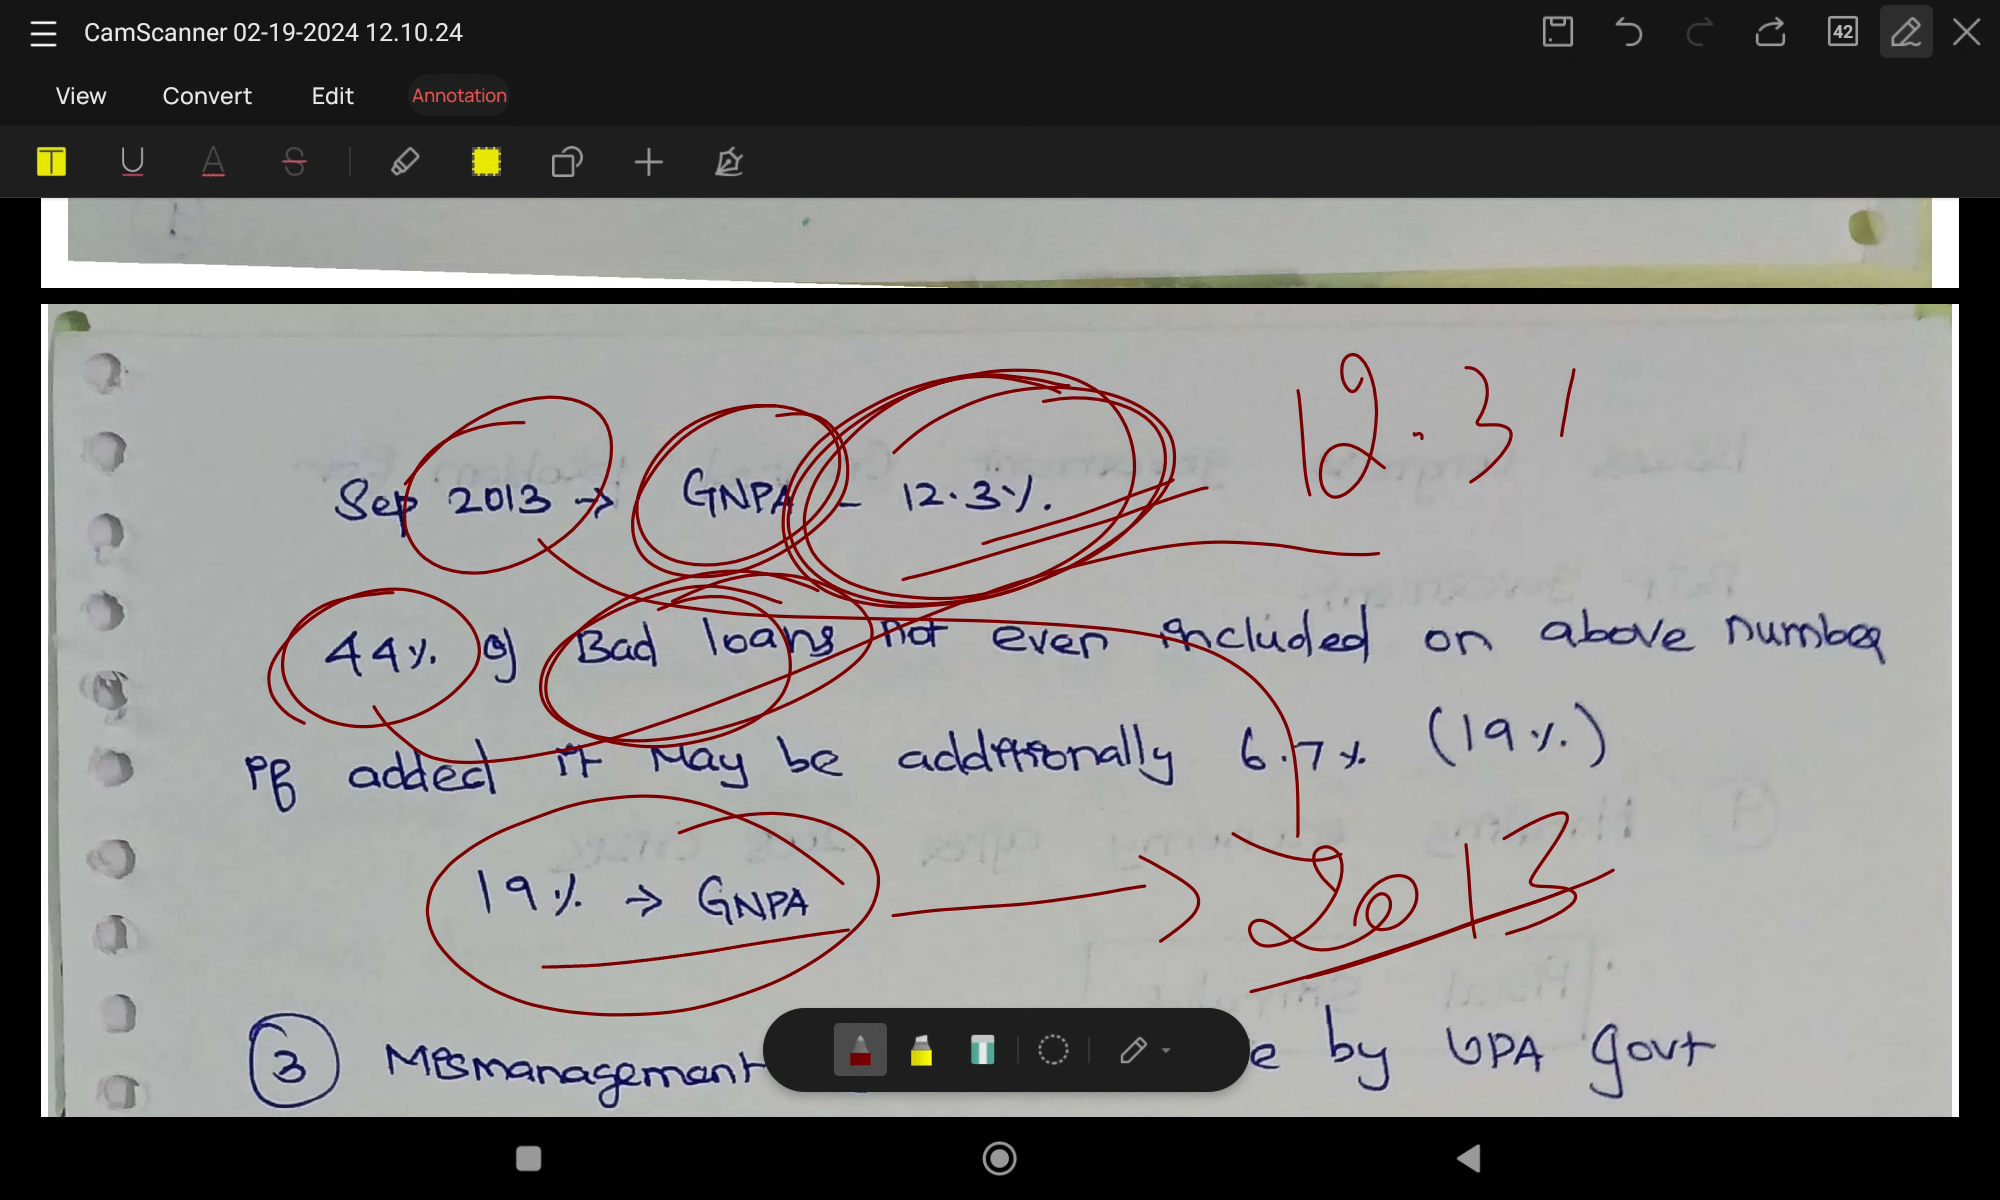 CamScanner 02-19-2024 12.10.24
42
View Convert Edit Annotation
T U A S
12.31
Sep 2013 → GNPA - 12.3%.
44%. of Bad loans not even included on above number
if added it may be additionally 6.7%. (19%.)
19%. → GNPA → 2013
3 Mismanagement e by UPA Govt